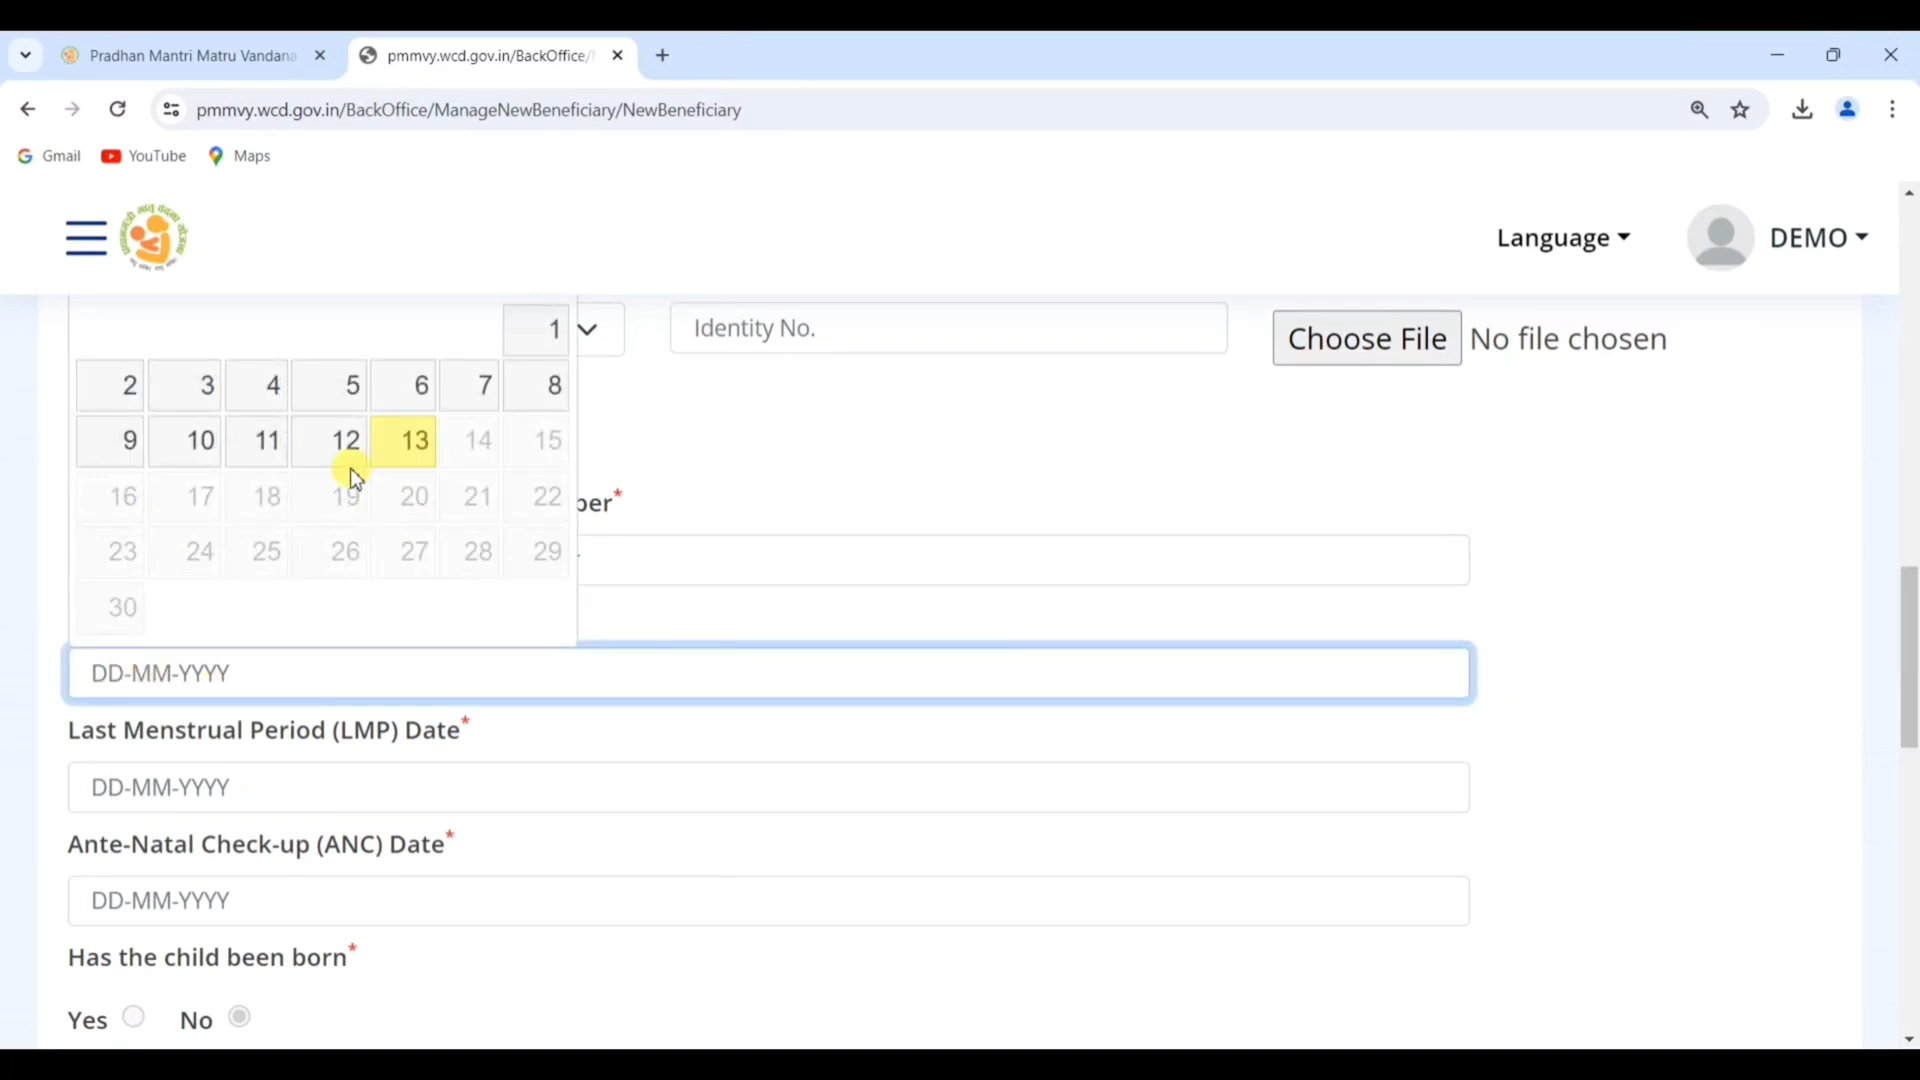 Pradhan Mantri Matru Vandana
pmmvy.wcd.gov.in/BackOffice/
pmmvy.wcd.gov.in/BackOffice/ManageNewBeneficiary/NewBeneficiary
Gmail YouTube Maps
Language DEMO
1 Identity No. Choose File No file chosen
2 3 4 5 6 7 8
9 10 11 12 13 14 15
16 17 18 19 20 21 22
ber*
23 24 25 26 27 28 29
30
DD-MM-YYYY
Last Menstrual Period (LMP) Date*
DD-MM-YYYY
Ante-Natal Check-up (ANC) Date*
DD-MM-YYYY
Has the child been born*
Yes No